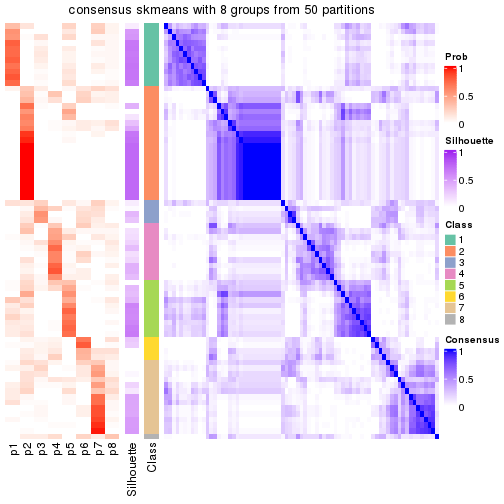 consensus skmeans with 8 groups from 50 partitions
Prob
1
0.5
0
Silhouette
1
0.5
0
Class
1
2
3
4
5
6
7
8
Consensus
1
0.5
0
p1
p2
p3
p4
p5
p6
p7
p8
Silhouette
Class